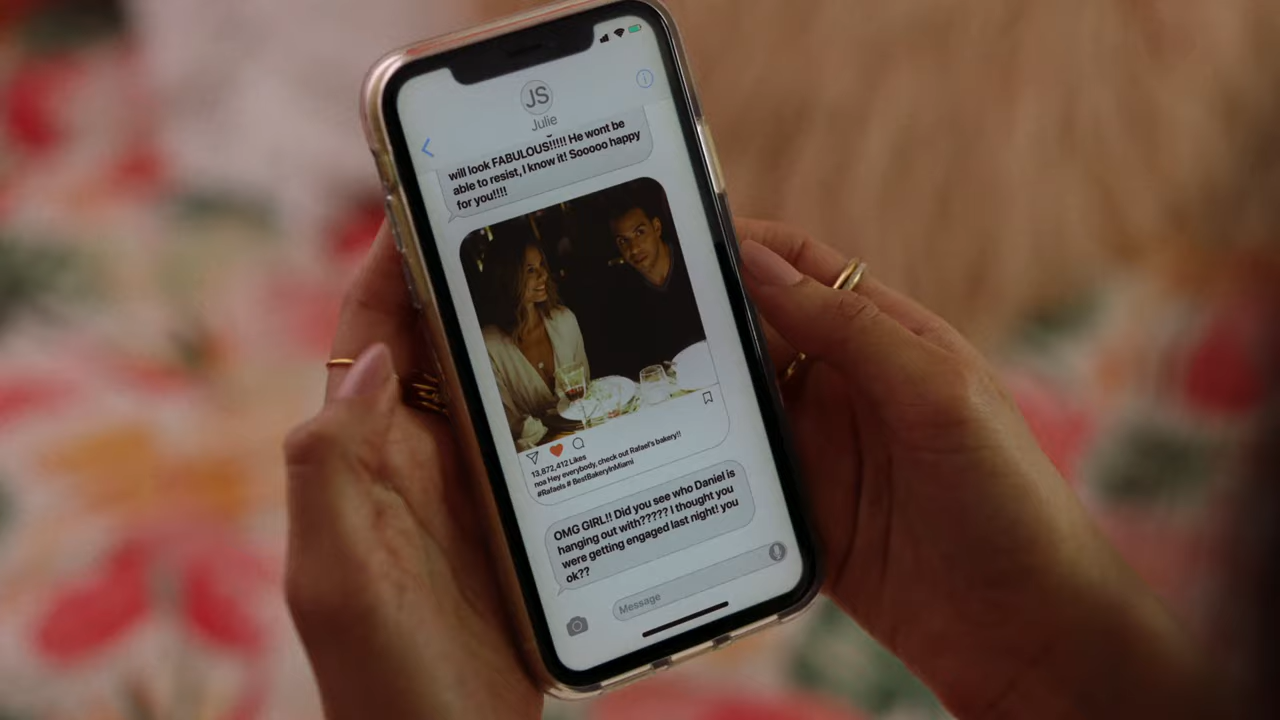 JS
Julie
will look FABULOUS!!!!! He wont be
able to resist, I know it! Sooooo happy
for you!!!!
13,872,412 Likes
noa Hey everybody, check out Rafael's bakery!!
#Rafaels # BestBakeryInMiami
OMG GIRL!! Did you see who Daniel is
hanging out with????? I thought you
were getting engaged last night! you
ok??
Message